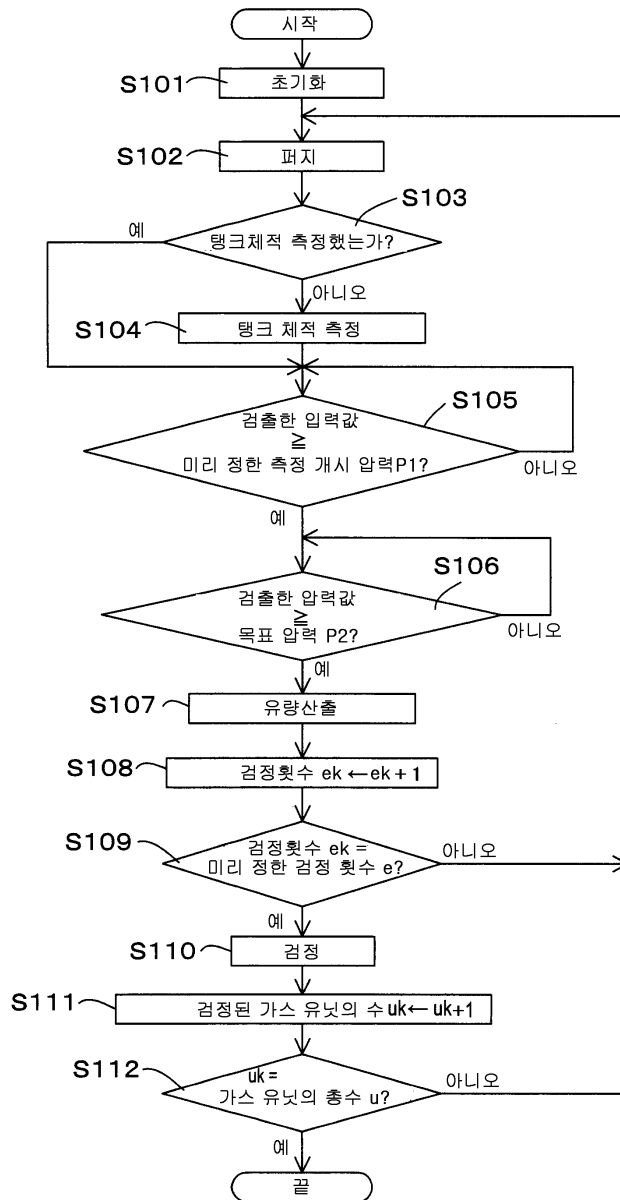 시작
S101
초기화
S102
퍼지
S103
예
탱크체적 측정했는가?
아니오
S104
탱크 체적 측정
S105
검출한 입력값
≧
미리 정한 측정 개시 압력P1?
아니오
예
S106
검출한 압력값
≧
목표 압력 P2?
아니오
예
S107
유량산출
S108
검정횟수 ek ← ek + 1
S109
검정횟수 ek =
미리 정한 검정 횟수 e?
아니오
예
S110
검정
S111
검정된 가스 유닛의 수 uk← uk+1
S112
uk =
가스 유닛의 총수 u?
아니오
예
끝